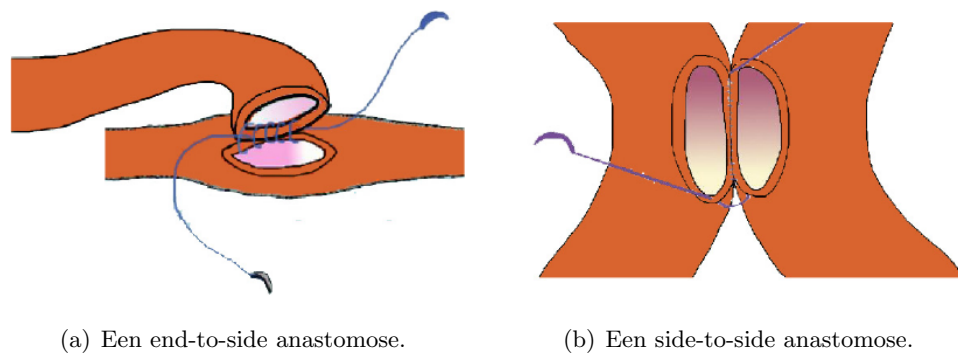 (a) Een end-to-side anastomose.
(b) Een side-to-side anastomose.